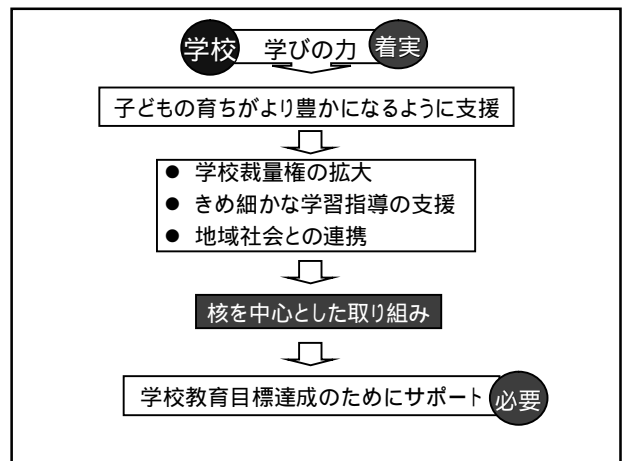 学校 学びの力 着実
子どもの育ちがより豊かになるように支援
● 学校裁量権の拡大
● きめ細かな学習指導の支援
● 地域社会との連携
核を中心とした取り組み
学校教育目標達成のためにサポート 必要